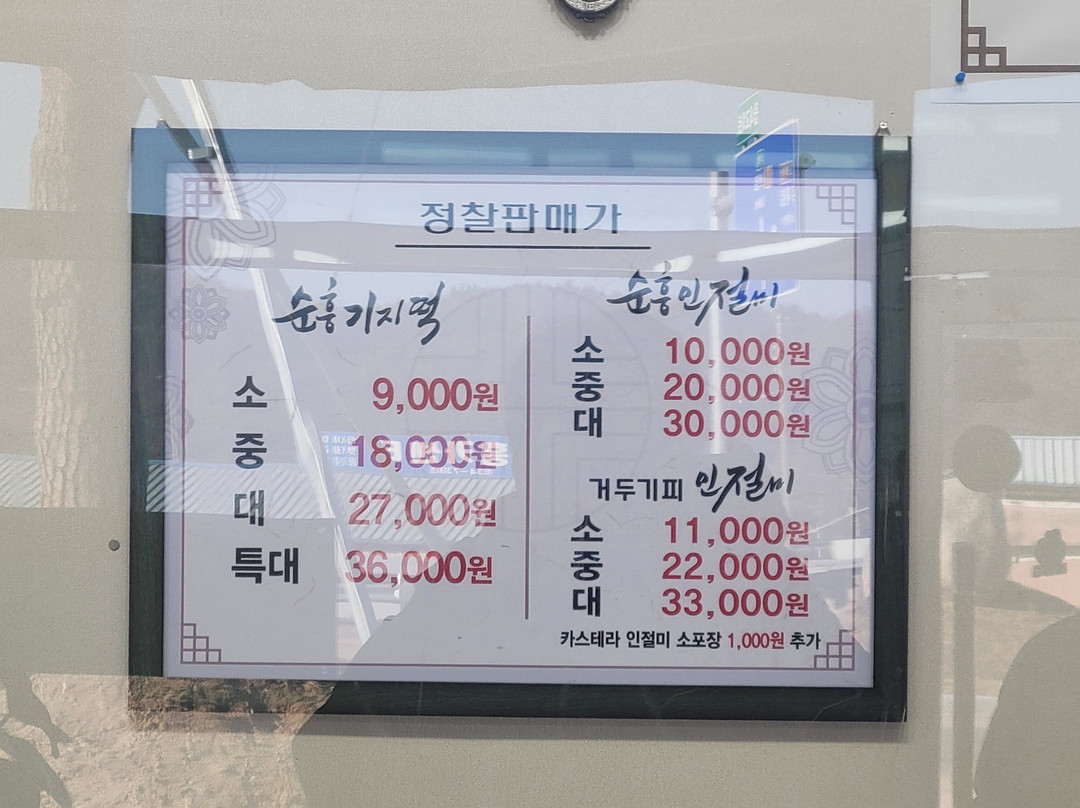 정찰판매가
순흥기지떡
소 9,000원
중 18,000원
대 27,000원
특대 36,000원
순흥인절미
소 10,000원
중 20,000원
대 30,000원
거두기피 인절미
소 11,000원
중 22,000원
대 33,000원
카스테라 인절미 소포장 1,000원 추가